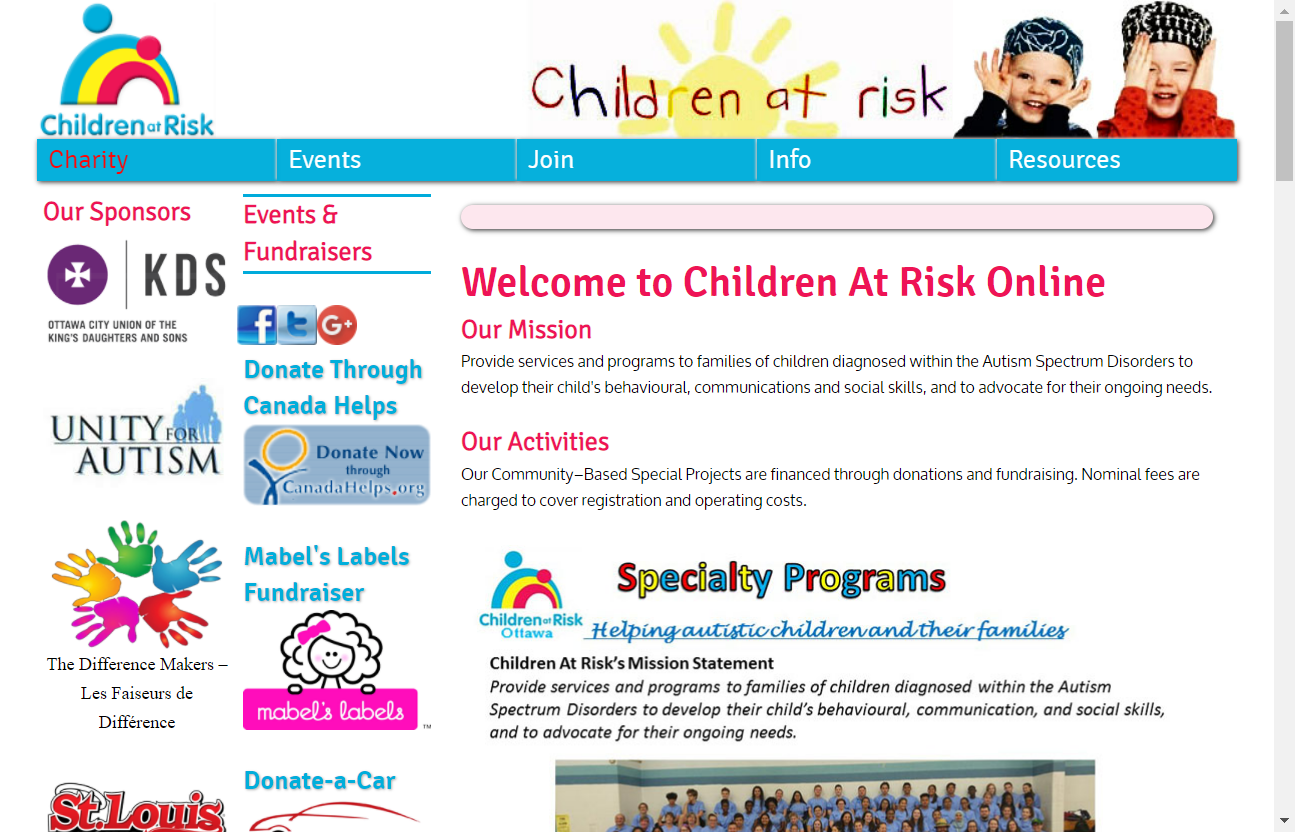 Children at Risk
Children at risk
Charity
Events
Join
Info
Resources
Our Sponsors
KDS
OTTAWA CITY UNION OF THE
KING'S DAUGHTERS AND SONS
UNITY FOR
AUTISM
The Difference Makers –
Les Faiseurs de
Différence
St. Louis
Events &
Fundraisers
f
t
G+
Donate Through
Canada Helps
Donate Now
through
CanadaHelps.org
Mabel's Labels
Fundraiser
mabel's labels ™
Donate-a-Car
Welcome to Children At Risk Online
Our Mission
Provide services and programs to families of children diagnosed within the Autism Spectrum Disorders to
develop their child's behavioural, communications and social skills, and to advocate for their ongoing needs.
Our Activities
Our Community–Based Special Projects are financed through donations and fundraising. Nominal fees are
charged to cover registration and operating costs.
Children at Risk
Ottawa
Specialty Programs
Helping autistic children and their families
Children At Risk's Mission Statement
Provide services and programs to families of children diagnosed within the Autism
Spectrum Disorders to develop their child's behavioural, communication, and social skills,
and to advocate for their ongoing needs.